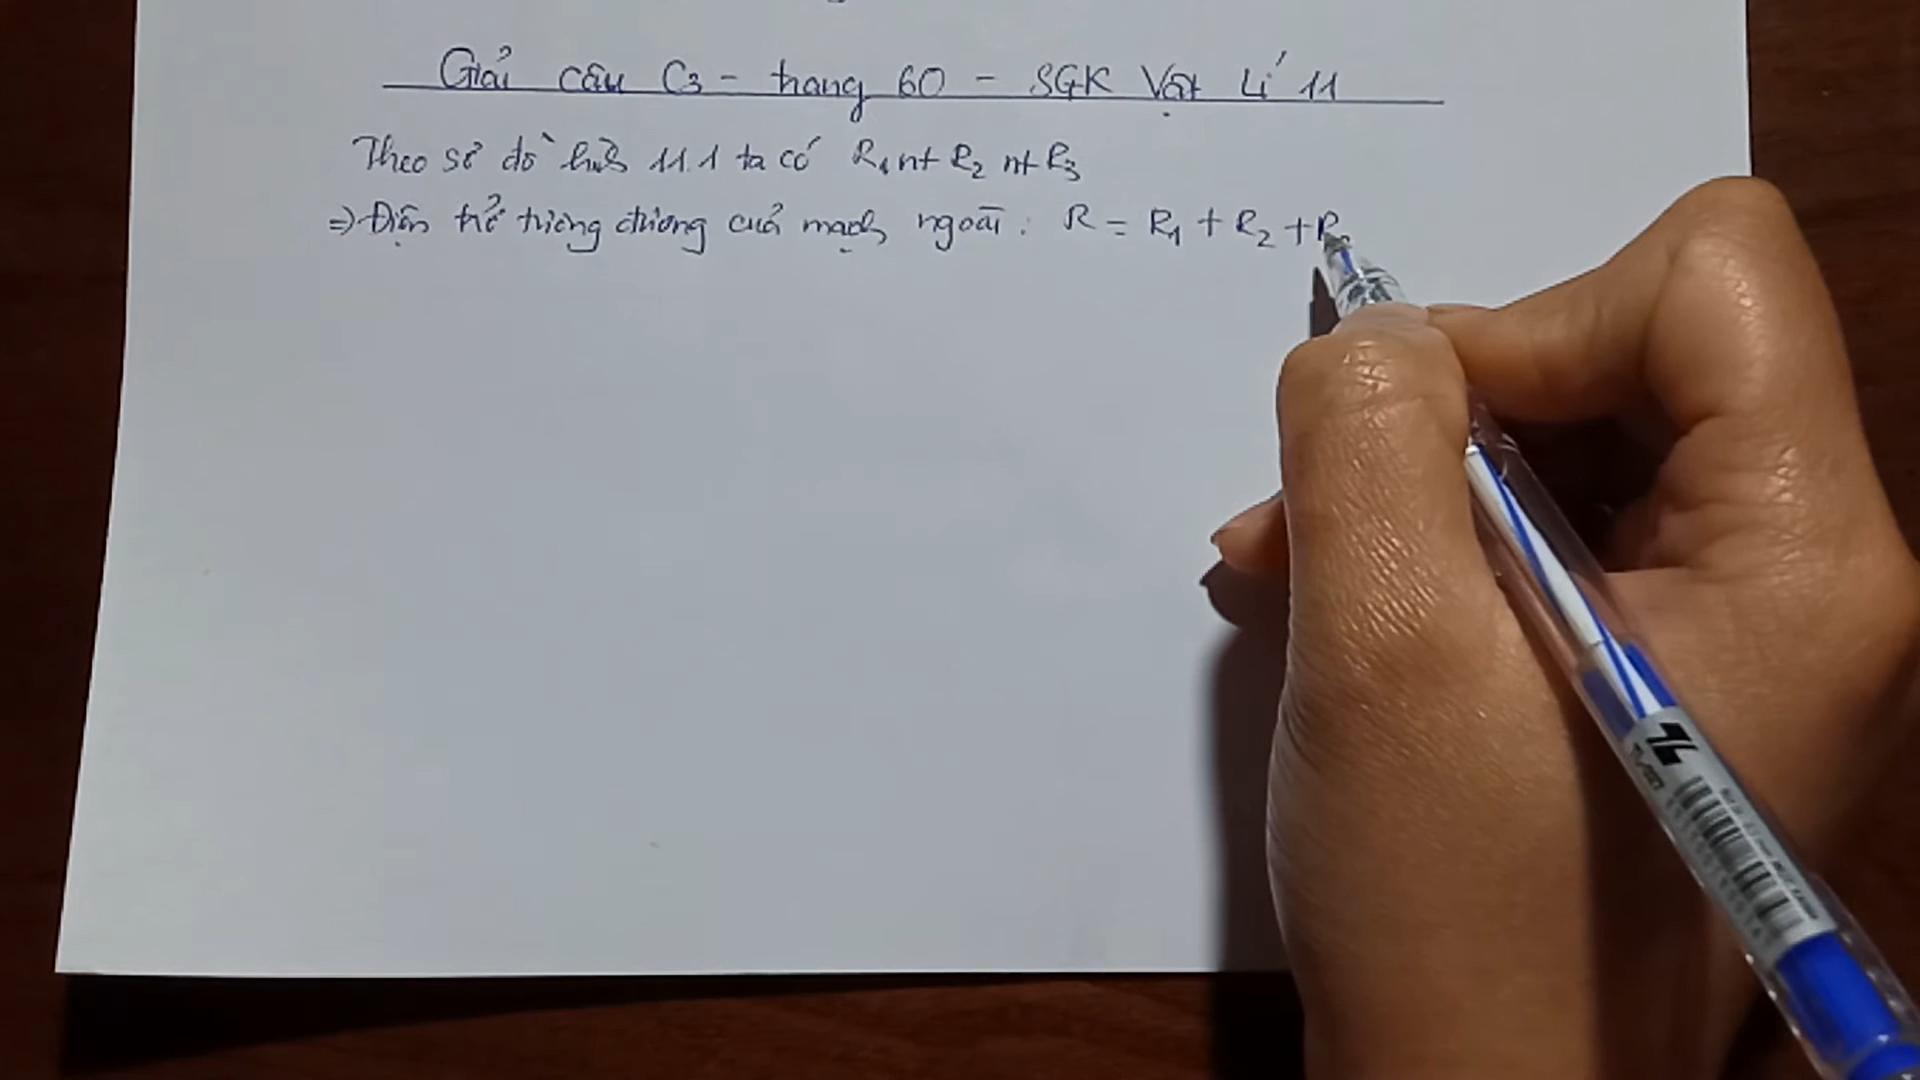 Giải câu C3 - trang 60 - SGK Vật Lí 11
Theo sơ đồ hình 11.1 ta có R1 nt R2 nt R3
=> Điện trở tương đương của mạch ngoài : R = R1 + R2 + R
TL